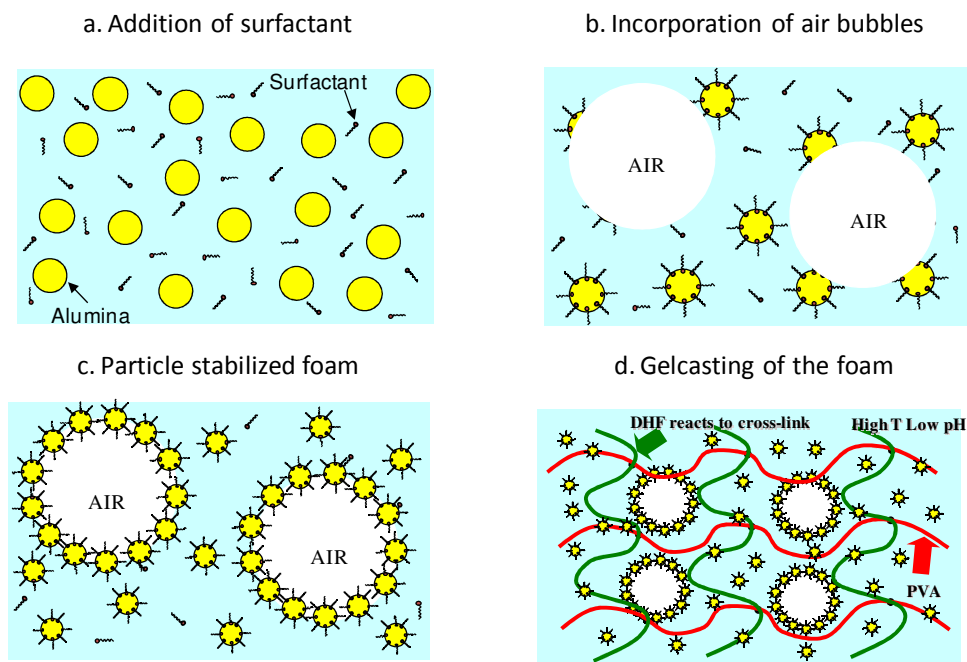 a. Addition of surfactant
b. Incorporation of air bubbles
Surfactant
Alumina
AIR
AIR
c. Particle stabilized foam
d. Gelcasting of the foam
AIR
AIR
DHF reacts to cross-link
High T Low pH
PVA